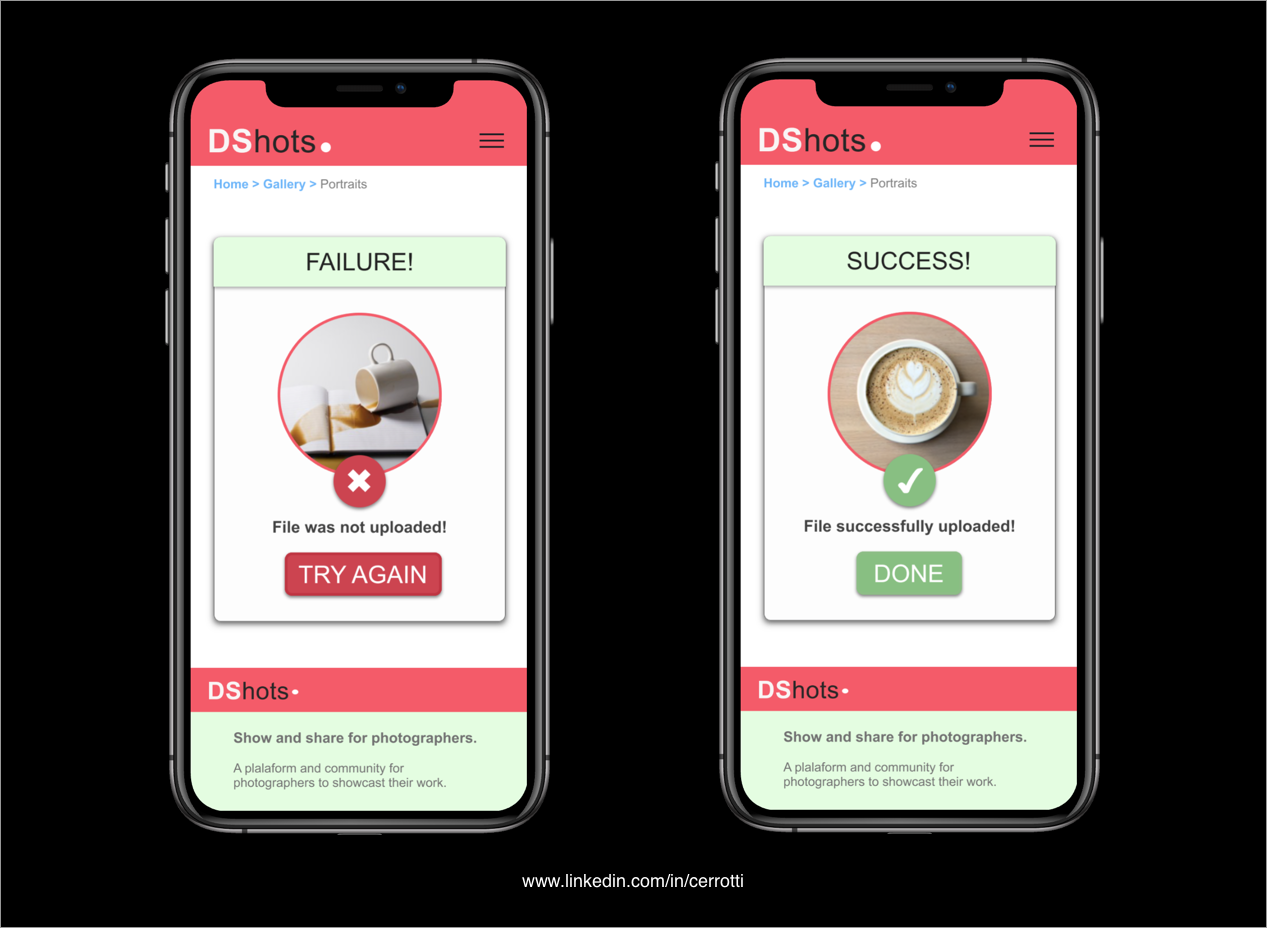 DShots.
Home > Gallery > Portraits
FAILURE!
File was not uploaded!
TRY AGAIN
DShots.
Show and share for photographers.
A plalaform and community for
photographers to showcast their work.
DShots.
Home > Gallery > Portraits
SUCCESS!
File successfully uploaded!
DONE
DShots.
Show and share for photographers.
A plalaform and community for
photographers to showcast their work.
www.linkedin.com/in/cerrotti